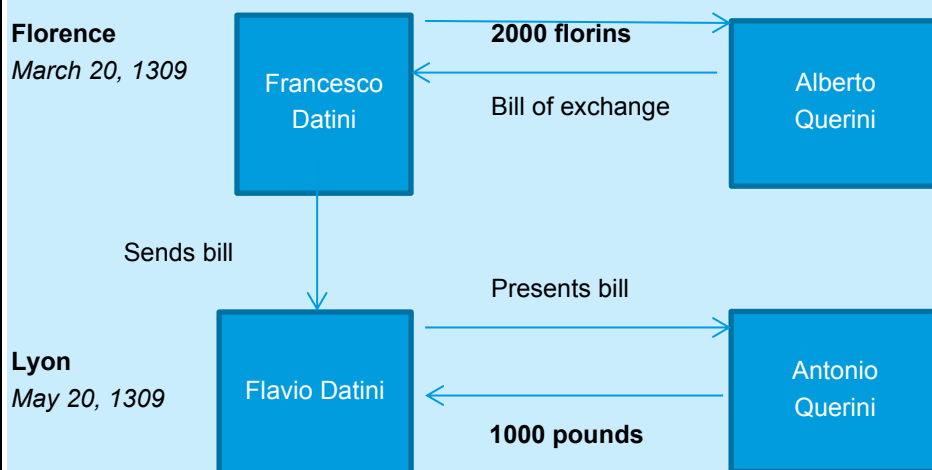 Florence
March 20, 1309
Francesco
Datini
2000 florins
Bill of exchange
Alberto
Querini
Sends bill
Presents bill
Lyon
May 20, 1309
Flavio Datini
1000 pounds
Antonio
Querini